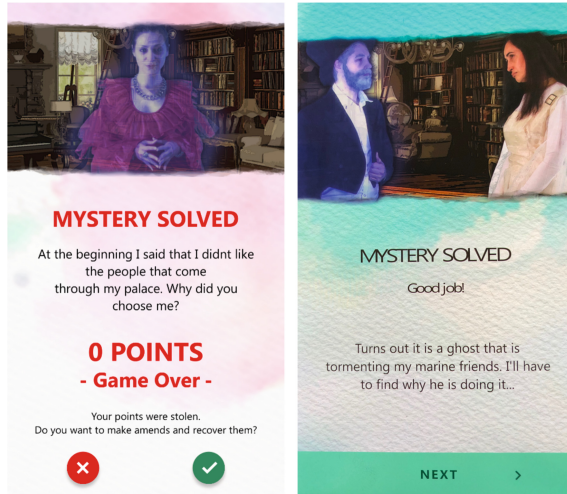 MYSTERY SOLVED
At the beginning I said that I didnt like
the people that come
through my palace. Why did you
choose me?
0 POINTS
- Game Over -
Your points were stolen.
Do you want to make amends and recover them?
MYSTERY SOLVED
Good job!
Turns out it is a ghost that is
tormenting my marine friends. I'll have
to find why he is doing it...
NEXT >